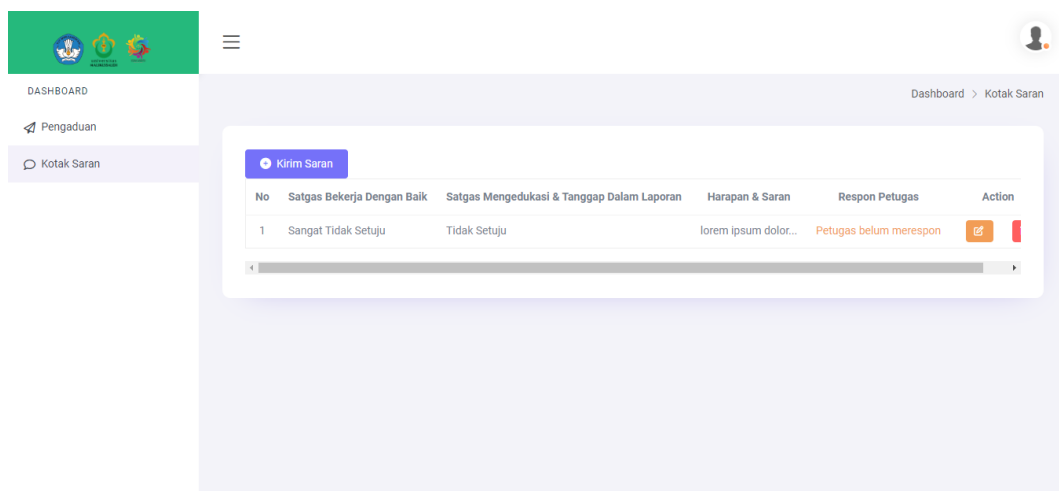 DASHBOARD
Dashboard > Kotak Saran
Pengaduan
Kotak Saran
Kirim Saran
No Satgas Bekerja Dengan Baik Satgas Mengedukasi & Tanggap Dalam Laporan Harapan & Saran Respon Petugas Action
1 Sangat Tidak Setuju Tidak Setuju lorem ipsum dolor... Petugas belum merespon